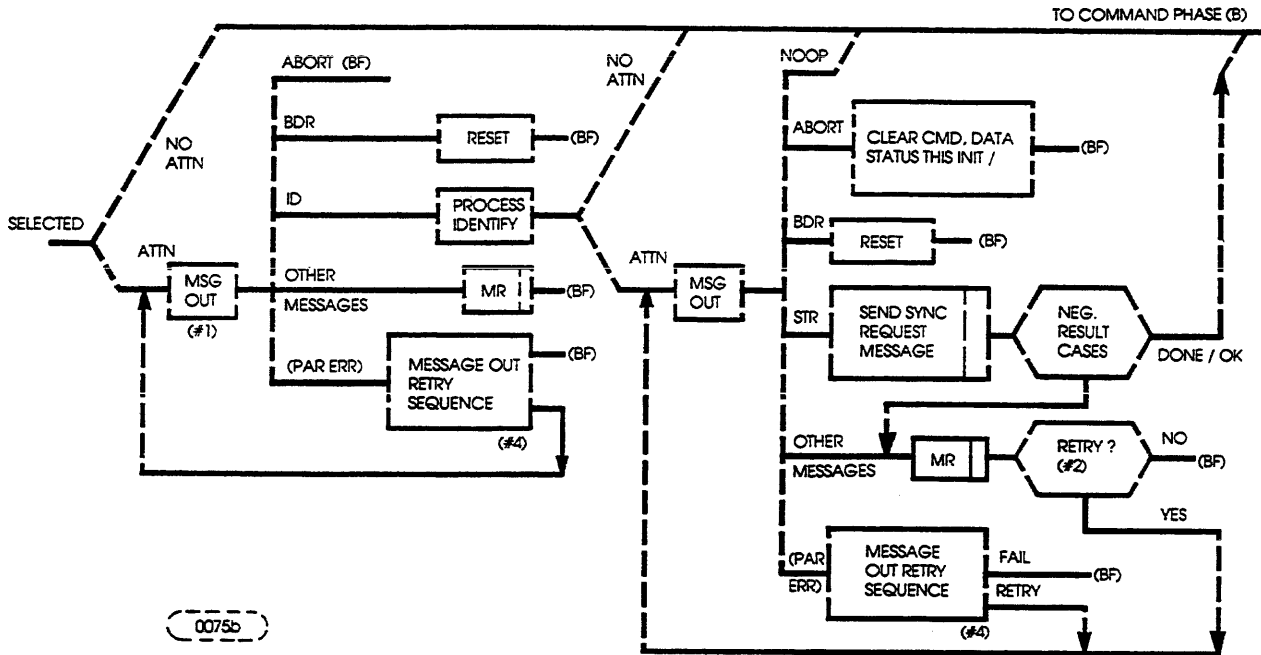 TO COMMAND PHASE (B)
NO
ATTN
SELECTED
ATTN
MSG
OUT
(#1)
ABORT (BF)
BDR
RESET
(BF)
ID
PROCESS
IDENTIFY
OTHER
MESSAGES
MR
(BF)
(PAR ERR)
MESSAGE OUT
RETRY
SEQUENCE
(BF)
(#4)
NO
ATTN
ATTN
MSG
OUT
NOOP
ABORT
CLEAR CMD, DATA
STATUS THIS INIT /
(BF)
BDR
RESET
(BF)
STR
SEND SYNC
REQUEST
MESSAGE
NEG.
RESULT
CASES
DONE / OK
OTHER
MESSAGES
MR
RETRY ?
(#2)
NO
(BF)
YES
(PAR
ERR)
MESSAGE
OUT RETRY
SEQUENCE
FAIL
(BF)
RETRY
(#4)
0075b